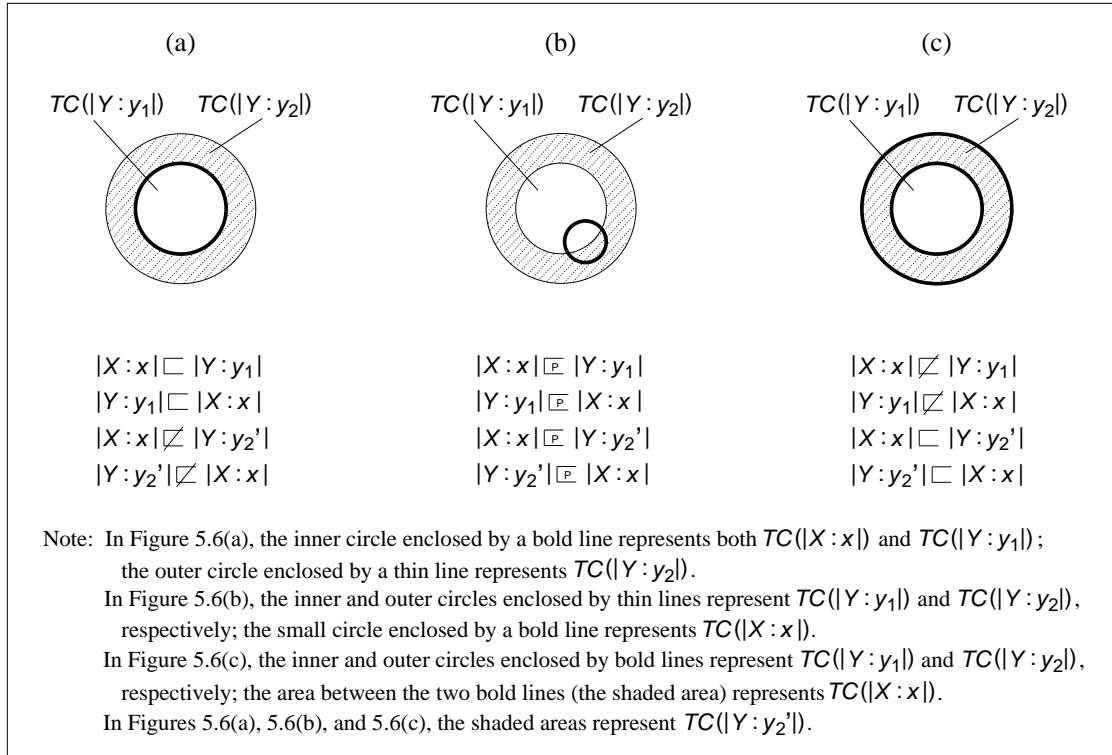 (a) (b) (c)
TC(|Y : y₁|) TC(|Y : y₂|) TC(|Y : y₁|) TC(|Y : y₂|) TC(|Y : y₁|) TC(|Y : y₂|)
|X : x| ⊏ |Y : y₁| |X : x| P |Y : y₁| |X : x| ⊏̸ |Y : y₁|
|Y : y₁| ⊏ |X : x| |Y : y₁| P |X : x| |Y : y₁| ⊏̸ |X : x|
|X : x| ⊏̸ |Y : y₂'| |X : x| P |Y : y₂'| |X : x| ⊏ |Y : y₂'|
|Y : y₂'| ⊏̸ |X : x| |Y : y₂'| P |X : x| |Y : y₂'| ⊏ |X : x|
Note: In Figure 5.6(a), the inner circle enclosed by a bold line represents both TC(|X : x|) and TC(|Y : y₁|) ;
the outer circle enclosed by a thin line represents TC(|Y : y₂|).
In Figure 5.6(b), the inner and outer circles enclosed by thin lines represent TC(|Y : y₁|) and TC(|Y : y₂|),
respectively; the small circle enclosed by a bold line represents TC(|X : x|).
In Figure 5.6(c), the inner and outer circles enclosed by bold lines represent TC(|Y : y₁|) and TC(|Y : y₂|),
respectively; the area between the two bold lines (the shaded area) represents TC(|X : x|).
In Figures 5.6(a), 5.6(b), and 5.6(c), the shaded areas represent TC(|Y : y₂'|).